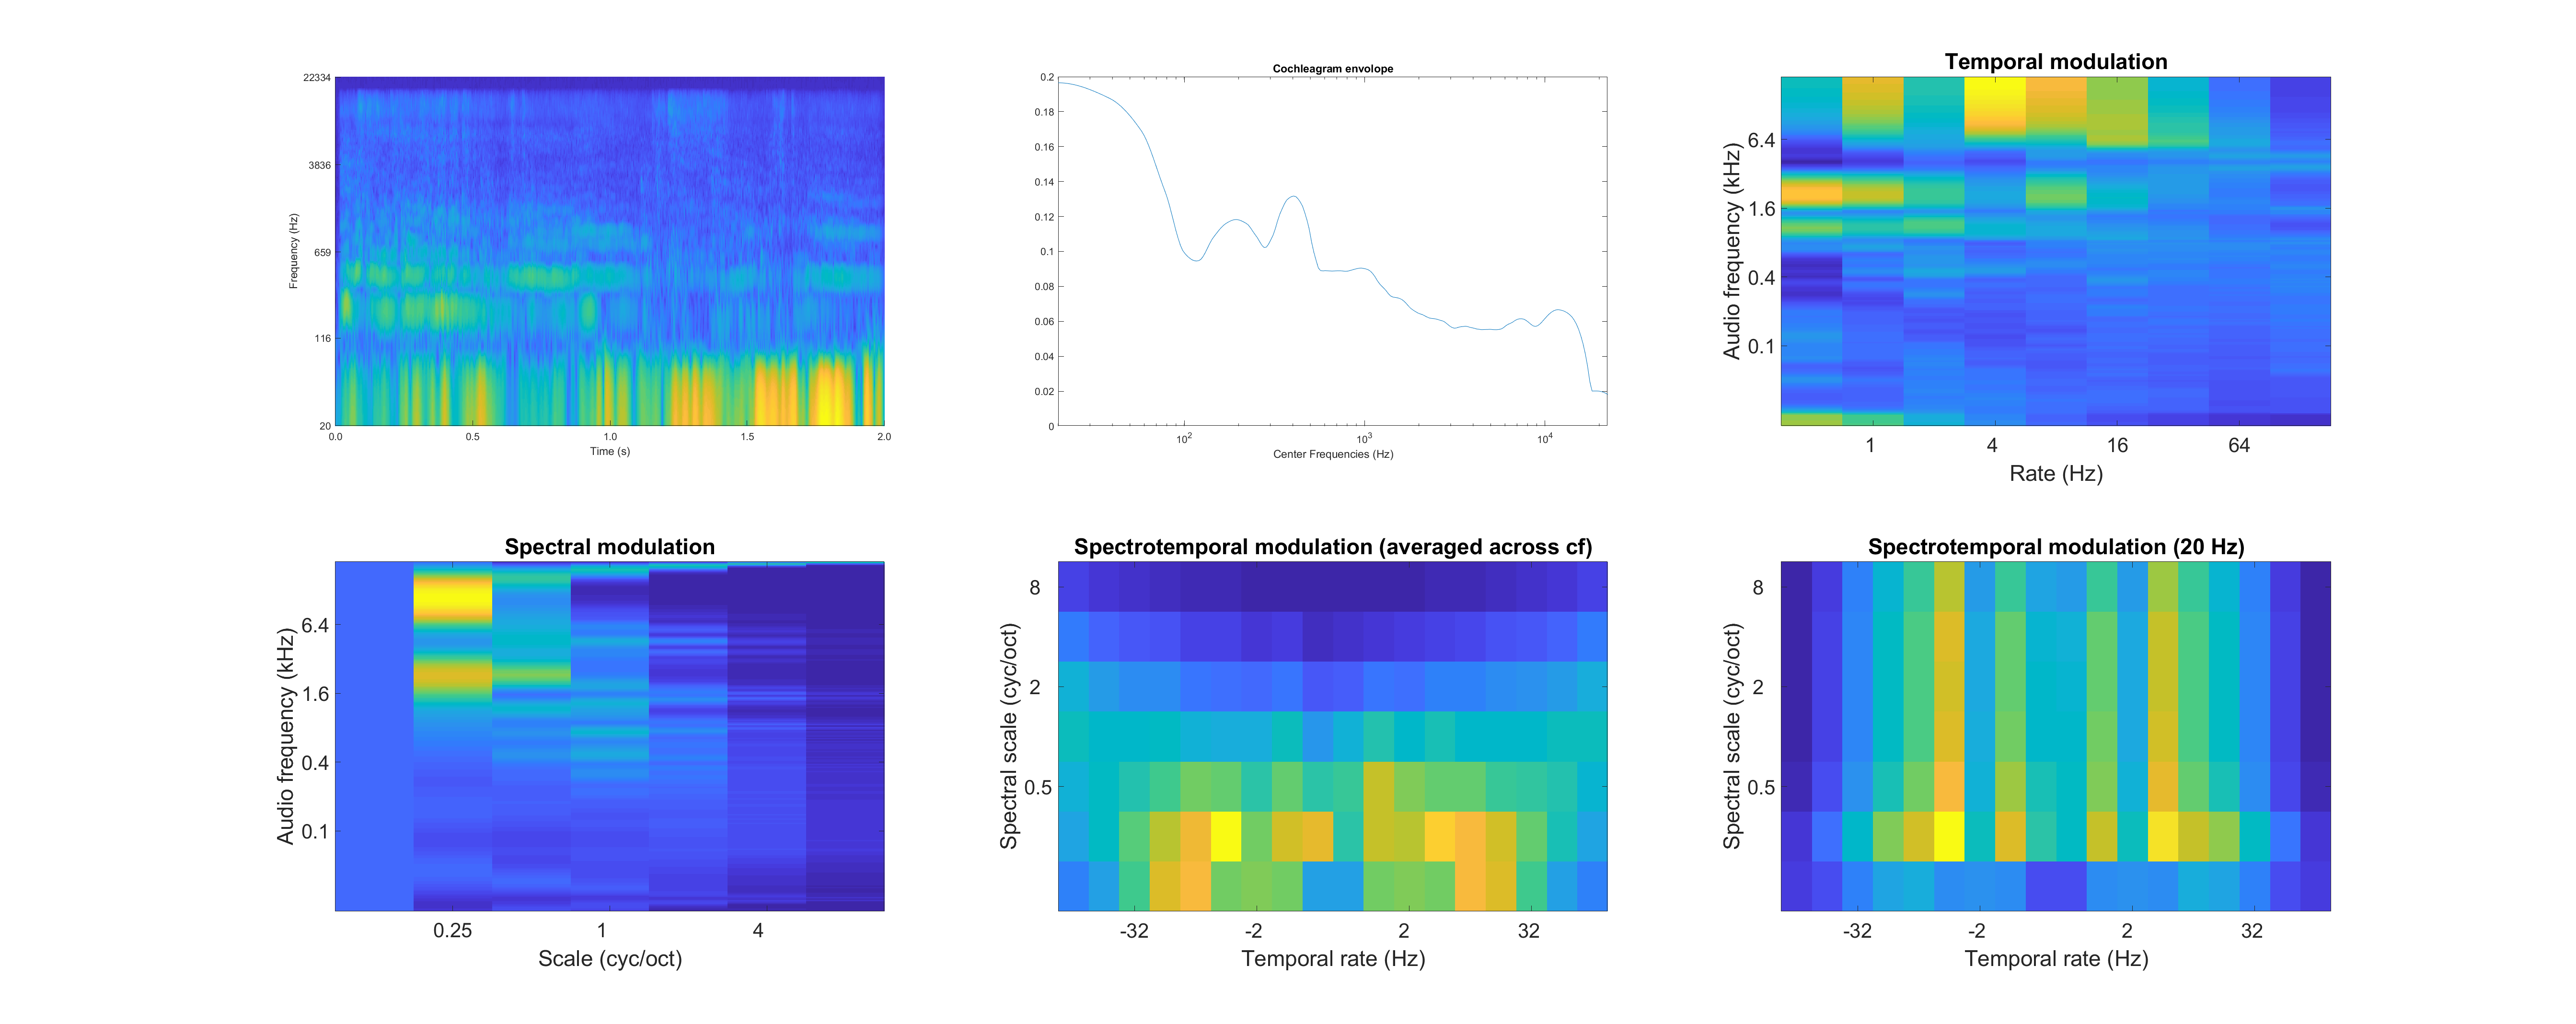 22334
3836
659
116
20
Frequency (Hz)
0.0 0.5 1.0 1.5 2.0
Time (s)
Cochleagram envolope
0.2
0.18
0.16
0.14
0.12
0.1
0.08
0.06
0.04
0.02
0
10² 10³ 10⁴
Center Frequencies (Hz)
Temporal modulation
6.4
1.6
0.4
0.1
Audio frequency (kHz)
1 4 16 64
Rate (Hz)
Spectral modulation
6.4
1.6
0.4
0.1
Audio frequency (kHz)
0.25 1 4
Scale (cyc/oct)
Spectrotemporal modulation (averaged across cf)
8
2
0.5
Spectral scale (cyc/oct)
-32 -2 2 32
Temporal rate (Hz)
Spectrotemporal modulation (20 Hz)
8
2
0.5
Spectral scale (cyc/oct)
-32 -2 2 32
Temporal rate (Hz)